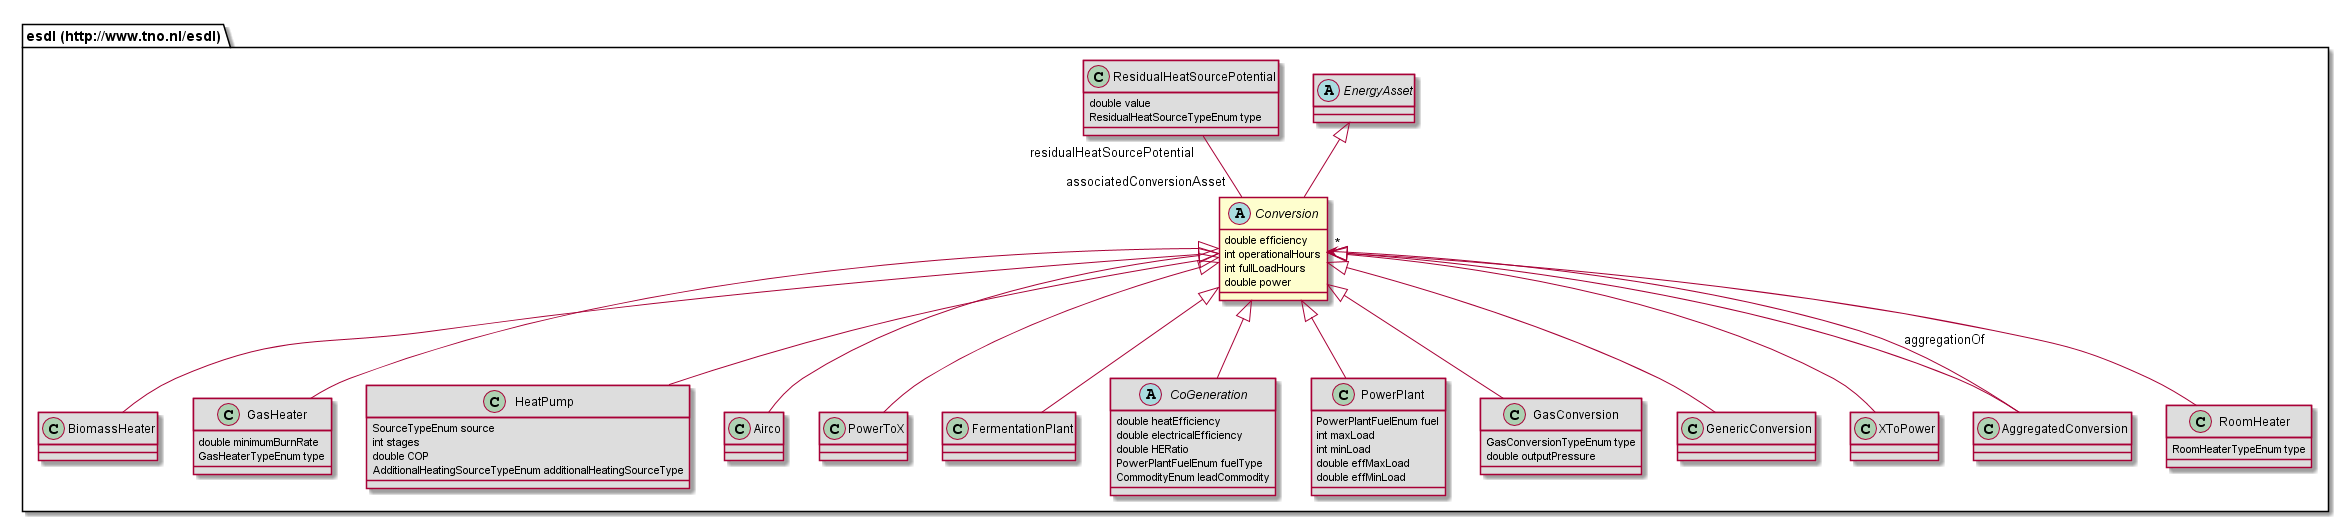 esdl (http://www.tno.nl/esdl)
C ResidualHeatSourcePotential
double value
ResidualHeatSourceTypeEnum type
A EnergyAsset
residualHeatSourcePotential
associatedConversionAsset
A Conversion
double efficiency
int operationalHours
int fullLoadHours
double power
*
aggregationOf
C BiomassHeater
C GasHeater
double minimumBurnRate
GasHeaterTypeEnum type
C HeatPump
SourceTypeEnum source
int stages
double COP
AdditionalHeatingSourceTypeEnum additionalHeatingSourceType
C Airco
C PowerToX
C FermentationPlant
A CoGeneration
double heatEfficiency
double electricalEfficiency
double HERatio
PowerPlantFuelEnum fuelType
CommodityEnum leadCommodity
C PowerPlant
PowerPlantFuelEnum fuel
int maxLoad
int minLoad
double effMaxLoad
double effMinLoad
C GasConversion
GasConversionTypeEnum type
double outputPressure
C GenericConversion
C XToPower
C AggregatedConversion
C RoomHeater
RoomHeaterTypeEnum type